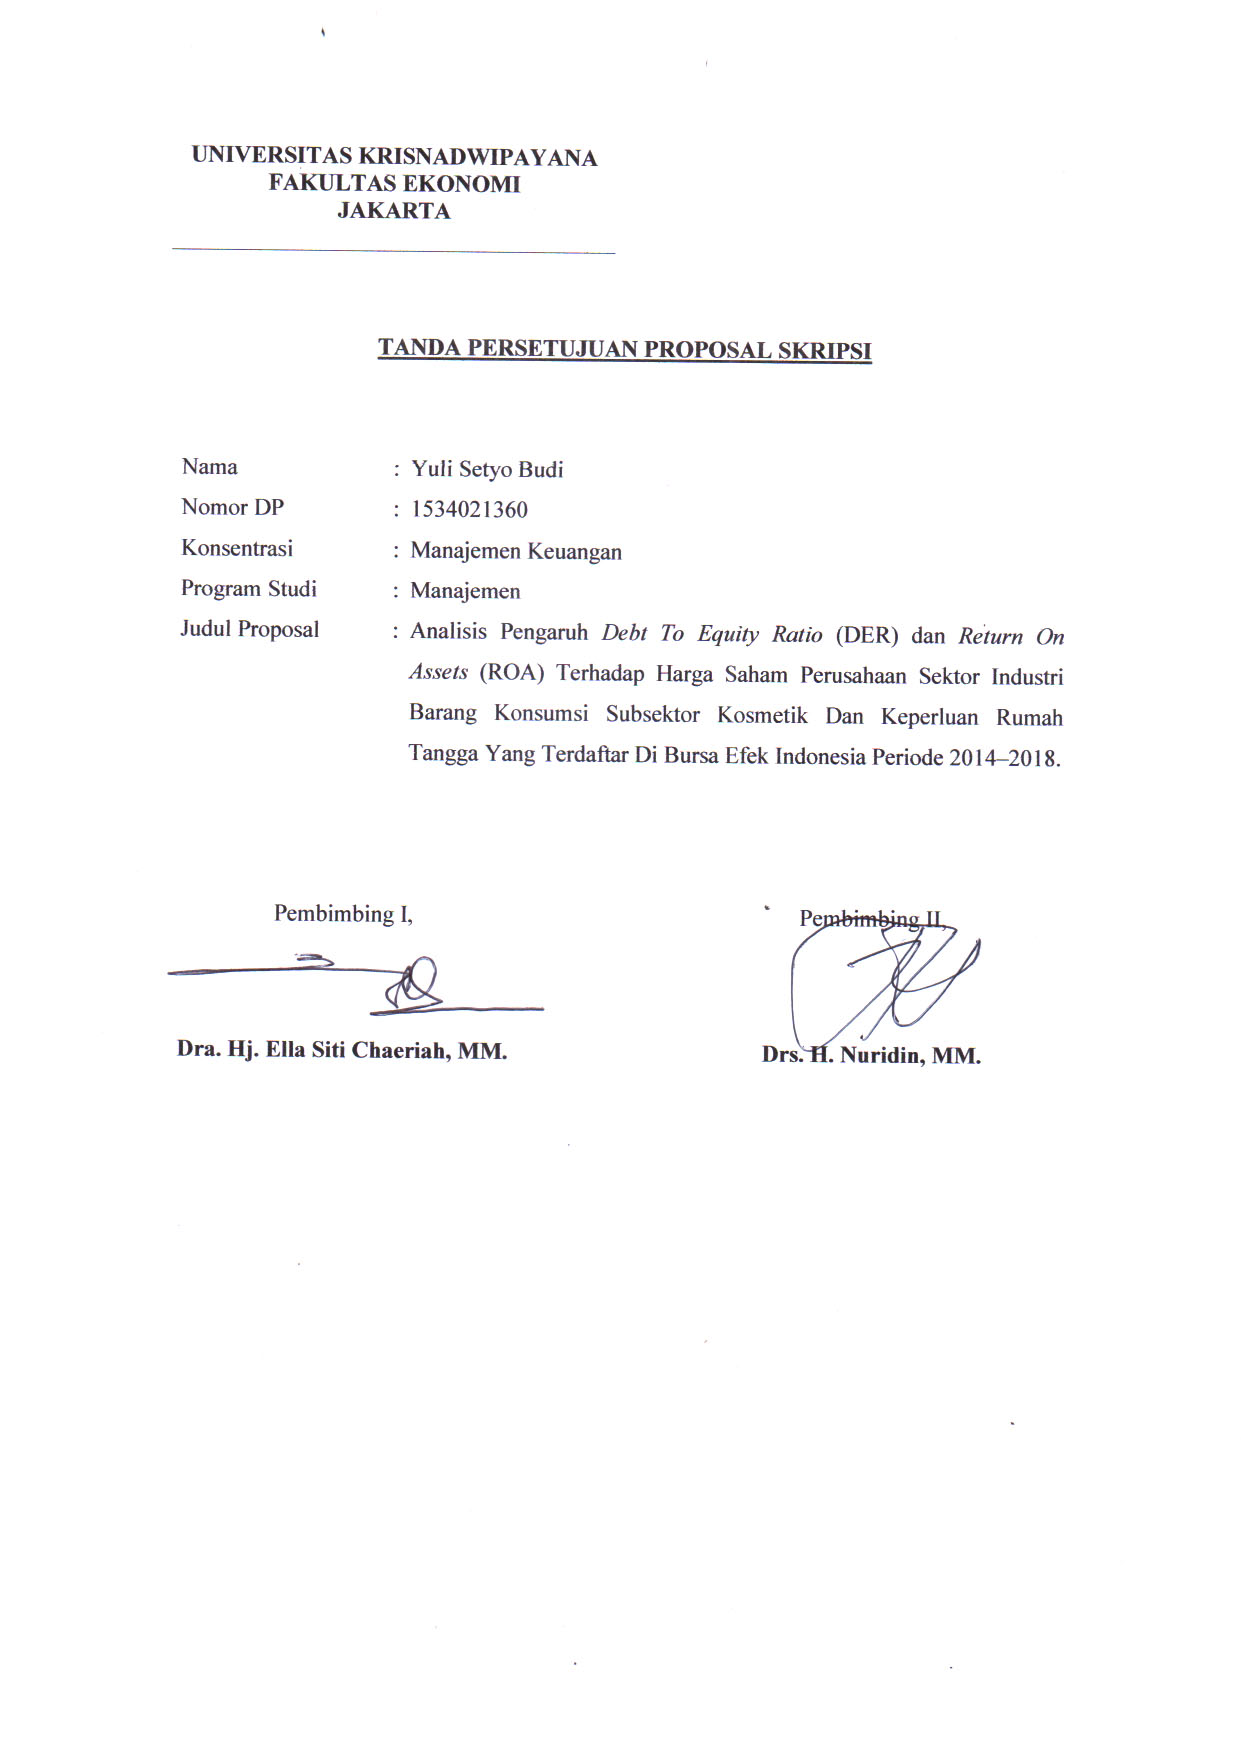 UNIVERSITAS KRISNADWIPAYANA
FAKULTAS EKONOMI
JAKARTA
TANDA PERSETUJUAN PROPOSAL SKRIPSI
Nama : Yuli Setyo Budi
Nomor DP : 1534021360
Konsentrasi : Manajemen Keuangan
Program Studi : Manajemen
Judul Proposal : Analisis Pengaruh Debt To Equity Ratio (DER) dan Return On
Assets (ROA) Terhadap Harga Saham Perusahaan Sektor Industri
Barang Konsumsi Subsektor Kosmetik Dan Keperluan Rumah
Tangga Yang Terdaftar Di Bursa Efek Indonesia Periode 2014–2018.
Pembimbing I, Pembimbing II,
Dra. Hj. Ella Siti Chaeriah, MM. Drs. H. Nuridin, MM.